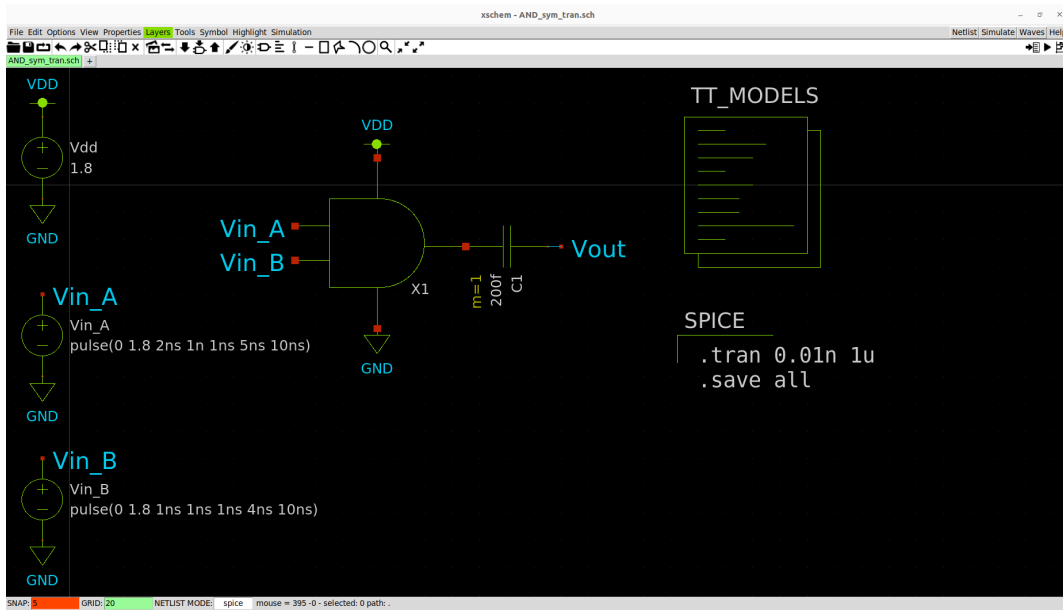 xschem - AND_sym_tran.sch
File Edit Options View Properties Layers Tools Symbol Highlight Simulation
Netlist Simulate Waves Help
AND_sym_tran.sch +
VDD
Vdd
1.8
GND
Vin_A
Vin_A
pulse(0 1.8 2ns 1n 1ns 5ns 10ns)
GND
Vin_B
Vin_B
pulse(0 1.8 1ns 1ns 1ns 4ns 10ns)
GND
VDD
Vin_A
Vin_B
X1
GND
m=1
200f
C1
Vout
TT_MODELS
SPICE
.tran 0.01n 1u
.save all
SNAP: 5 GRID: 20 NETLIST MODE: spice mouse = 395 -0 - selected: 0 path: .